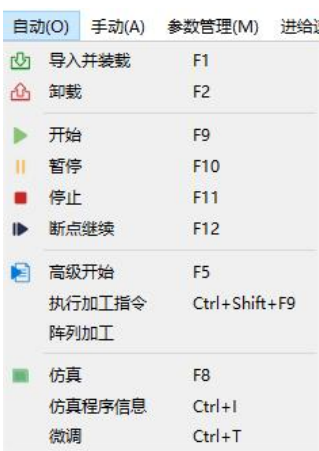 自动(O) 手动(A) 参数管理(M) 进给
导入并装载 F1
卸载 F2
开始 F9
暂停 F10
停止 F11
断点继续 F12
高级开始 F5
执行加工指令 Ctrl+Shift+F9
阵列加工
仿真 F8
仿真程序信息 Ctrl+I
微调 Ctrl+T